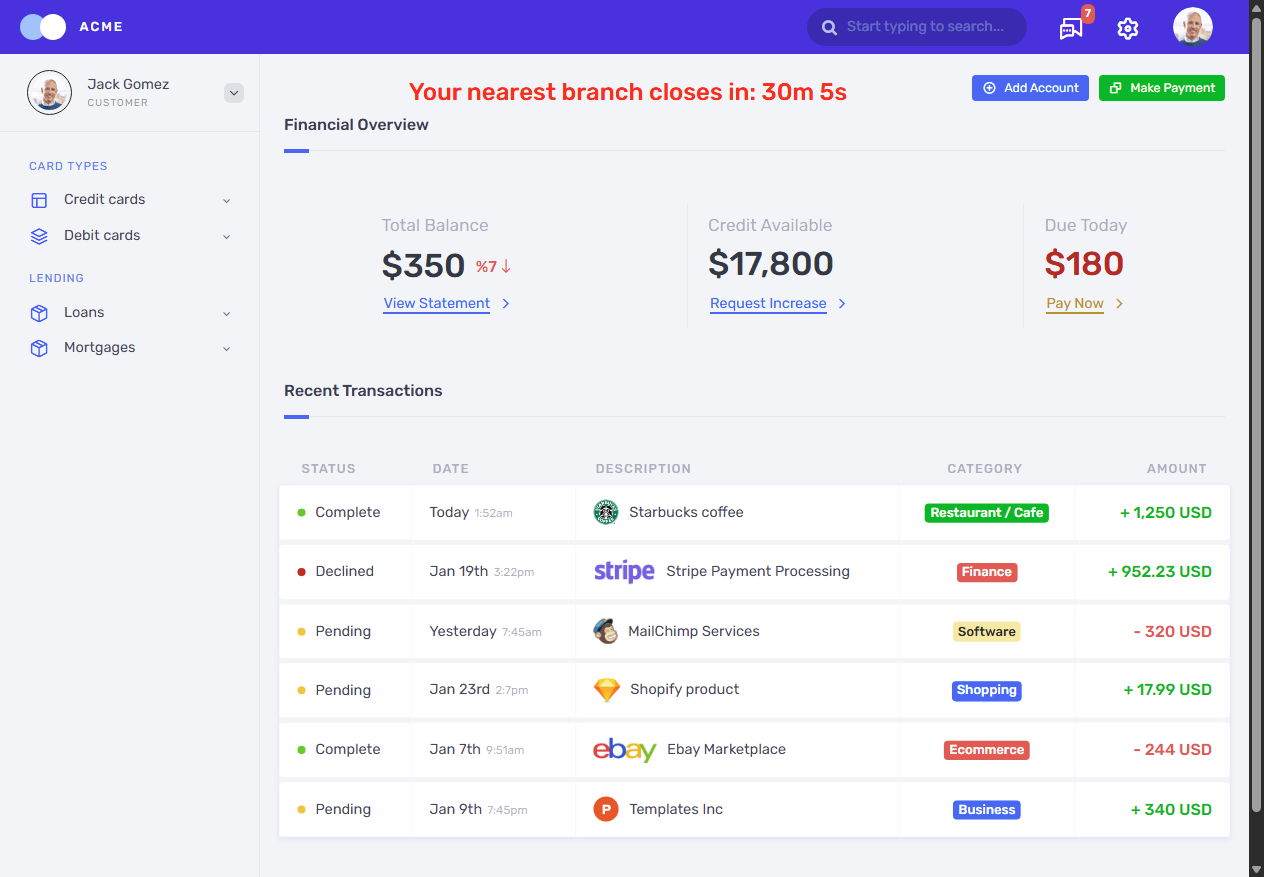 ACME
Start typing to search...
7
Jack Gomez
CUSTOMER
Your nearest branch closes in: 30m 5s
Add Account
Make Payment
Financial Overview
CARD TYPES
Credit cards
Debit cards
LENDING
Loans
Mortgages
Total Balance
$350 %7
View Statement
Credit Available
$17,800
Request Increase
Due Today
$180
Pay Now
Recent Transactions
STATUS DATE DESCRIPTION CATEGORY AMOUNT
Complete Today 1:52am Starbucks coffee Restaurant / Cafe + 1,250 USD
Declined Jan 19th 3:22pm stripe Stripe Payment Processing Finance + 952.23 USD
Pending Yesterday 7:45am MailChimp Services Software - 320 USD
Pending Jan 23rd 2:7pm Shopify product Shopping + 17.99 USD
Complete Jan 7th 9:51am ebay Ebay Marketplace Ecommerce - 244 USD
Pending Jan 9th 7:45pm P Templates Inc Business + 340 USD